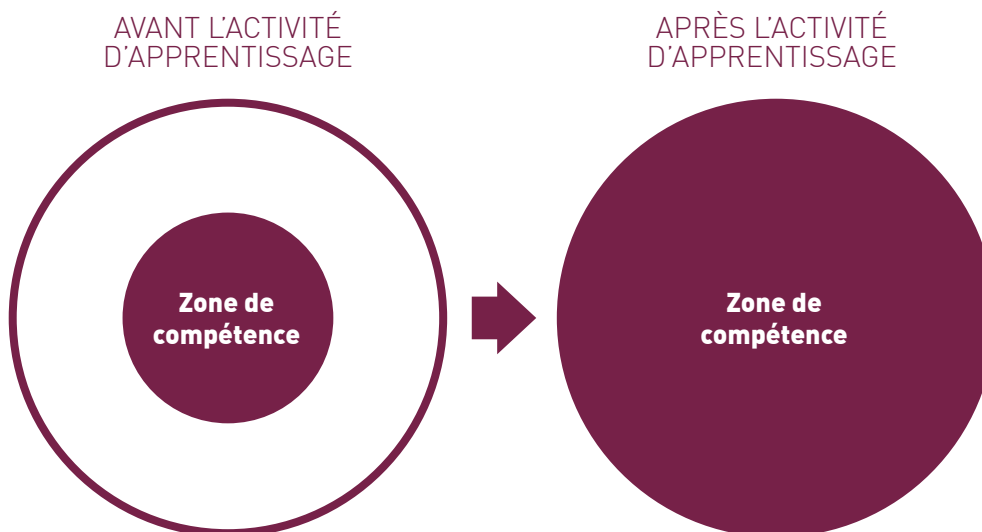 AVANT L'ACTIVITÉ
D'APPRENTISSAGE
APRÈS L'ACTIVITÉ
D'APPRENTISSAGE
Zone de
compétence
Zone de
compétence